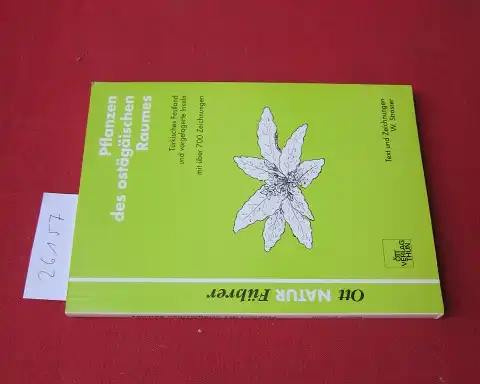 Pflanzen
des ostägäischen
Raumes
Türkisches Festland
und vorgelagerte Inseln
mit über 700 Zeichnungen
Text und Zeichnungen
W. Strasser
OTT
VERLAG
THUN
Ott NATUR Führer
26157